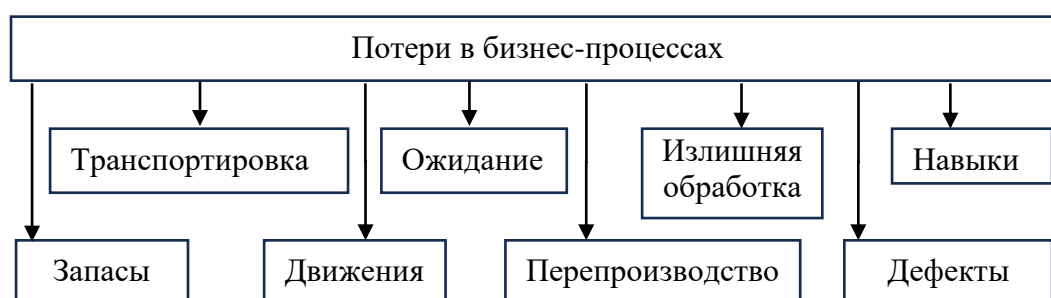 Потери в бизнес-процессах
Транспортировка
Ожидание
Излишняя
обработка
Навыки
Запасы
Движения
Перепроизводство
Дефекты